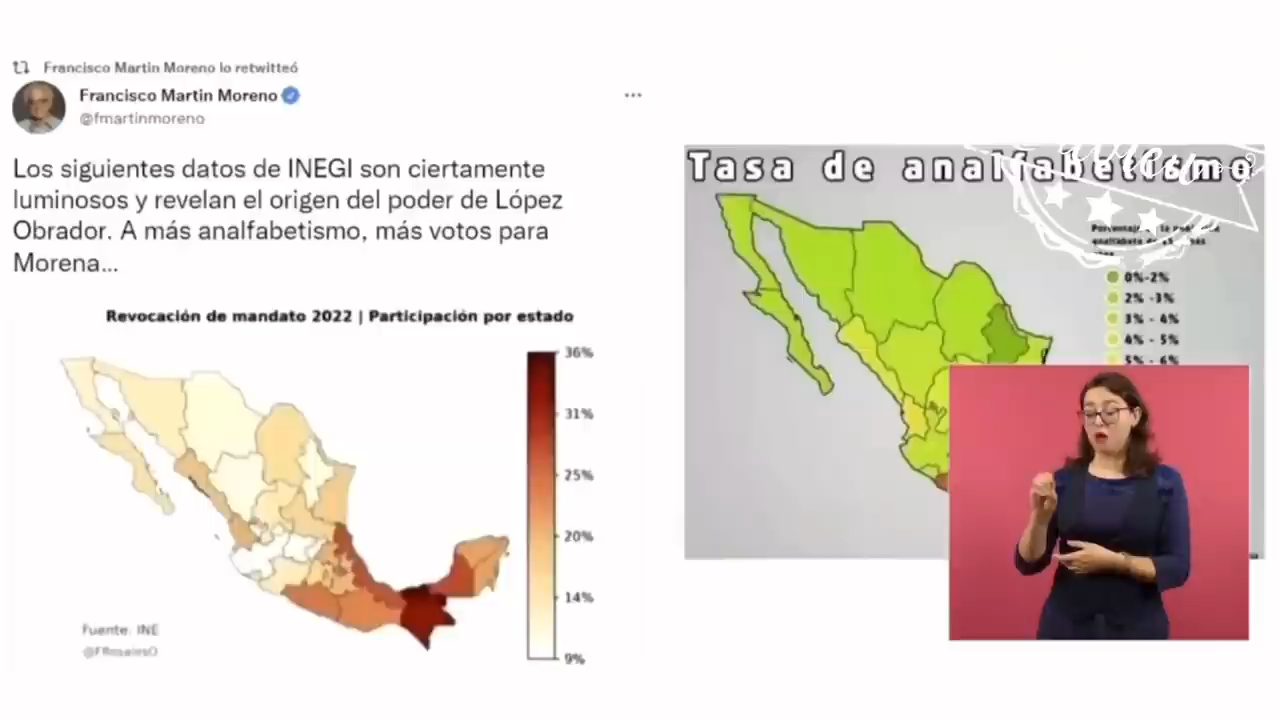 Francisco Martin Moreno lo retwitteó
Francisco Martin Moreno
@fmartinmoreno
Los siguientes datos de INEGI son ciertamente
luminosos y revelan el origen del poder de López
Obrador. A más analfabetismo, más votos para
Morena...
Revocación de mandato 2022 | Participación por estado
36%
31%
25%
20%
14%
9%
Fuente: INE
@FRosalesO
Tasa de analfabetismo
0%-2%
2% -3%
3% - 4%
4% - 5%
5% - 6%